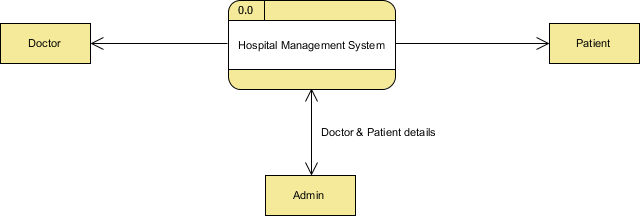 0.0
Doctor
Hospital Management System
Patient
Doctor & Patient details
Admin